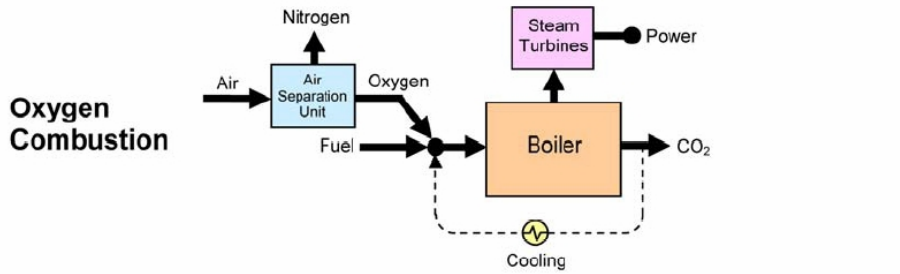 Oxygen
Combustion
Nitrogen
Air
Air
Separation
Unit
Oxygen
Fuel
Boiler
Steam
Turbines
Power
CO₂
Cooling